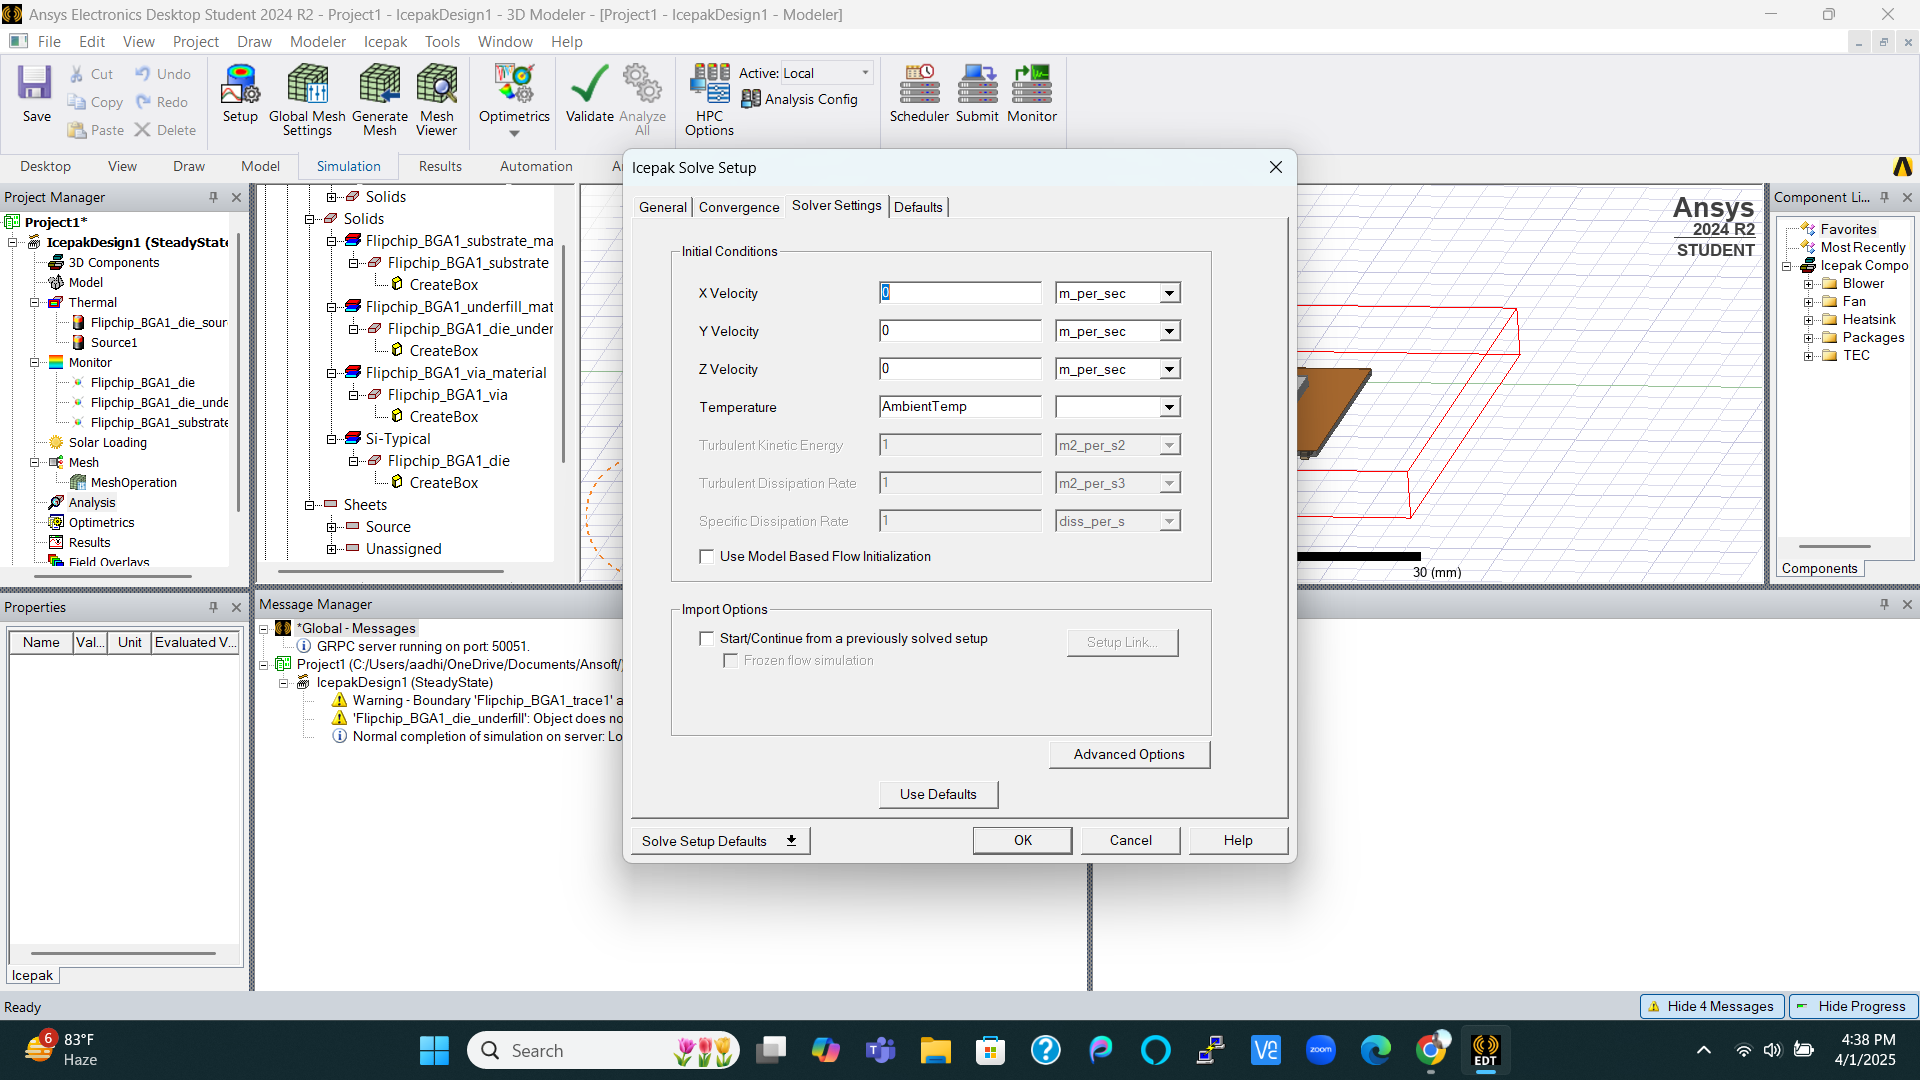 Ansys Electronics Desktop Student 2024 R2 - Project1 - IcepakDesign1 - 3D Modeler - [Project1 - IcepakDesign1 - Modeler]
File Edit View Project Draw Modeler Icepak Tools Window Help
Save
Cut
Copy
Paste
Undo
Redo
Delete
Setup
Global Mesh Settings
Generate Mesh
Mesh Viewer
Optimetrics
Validate
Analyze All
HPC Options
Active: Local
Analysis Config
Scheduler
Submit
Monitor
Desktop View Draw Model Simulation Results Automation
Project Manager
Project1*
IcepakDesign1 (SteadyState
3D Components
Model
Thermal
Flipchip_BGA1_die_sour
Source1
Monitor
Flipchip_BGA1_die
Flipchip_BGA1_die_unde
Flipchip_BGA1_substrate
Solar Loading
Mesh
MeshOperation
Analysis
Optimetrics
Results
Field Overlays
Solids
Solids
Flipchip_BGA1_substrate_ma
Flipchip_BGA1_substrate
CreateBox
Flipchip_BGA1_underfill_mat
Flipchip_BGA1_die_under
CreateBox
Flipchip_BGA1_via_material
Flipchip_BGA1_via
CreateBox
Si-Typical
Flipchip_BGA1_die
CreateBox
Sheets
Source
Unassigned
Icepak Solve Setup
General Convergence Solver Settings Defaults
Initial Conditions
X Velocity 0 m_per_sec
Y Velocity 0 m_per_sec
Z Velocity 0 m_per_sec
Temperature AmbientTemp
Turbulent Kinetic Energy 1 m2_per_s2
Turbulent Dissipation Rate 1 m2_per_s3
Specific Dissipation Rate 1 diss_per_s
Use Model Based Flow Initialization
Import Options
Start/Continue from a previously solved setup
Setup Link...
Frozen flow simulation
Advanced Options
Use Defaults
Solve Setup Defaults
OK
Cancel
Help
Ansys
2024 R2
STUDENT
30 (mm)
Component Li...
Favorites
Most Recently
Icepak Compo
Blower
Fan
Heatsink
Packages
TEC
Components
Properties
Name Val... Unit Evaluated V...
Icepak
Message Manager
*Global - Messages
GRPC server running on port: 50051.
Project1 (C:/Users/aadhi/OneDrive/Documents/Ansoft/
IcepakDesign1 (SteadyState)
Warning - Boundary 'Flipchip_BGA1_trace1' a
'Flipchip_BGA1_die_underfill': Object does no
Normal completion of simulation on server: Lo
Ready
Hide 4 Messages
Hide Progress
6
83°F
Haze
Search
zoom
EDT
4:38 PM
4/1/2025